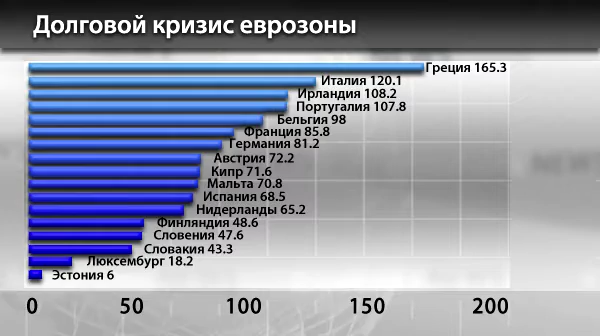 Долговой кризис еврозоны
Греция 165.3
Италия 120.1
Ирландия 108.2
Португалия 107.8
Бельгия 98
Франция 85.8
Германия 81.2
Австрия 72.2
Кипр 71.6
Мальта 70.8
Испания 68.5
Нидерланды 65.2
Финляндия 48.6
Словения 47.6
Словакия 43.3
Люксембург 18.2
Эстония 6
0 50 100 150 200